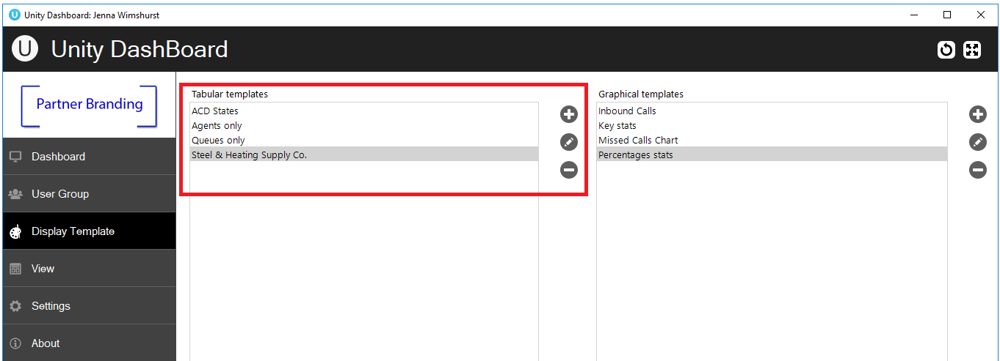 Unity Dashboard: Jenna Wimshurst
U Unity DashBoard
Partner Branding
Dashboard
User Group
Display Template
View
Settings
About
Tabular templates
ACD States
Agents only
Queues only
Steel & Heating Supply Co.
Graphical templates
Inbound Calls
Key stats
Missed Calls Chart
Percentages stats